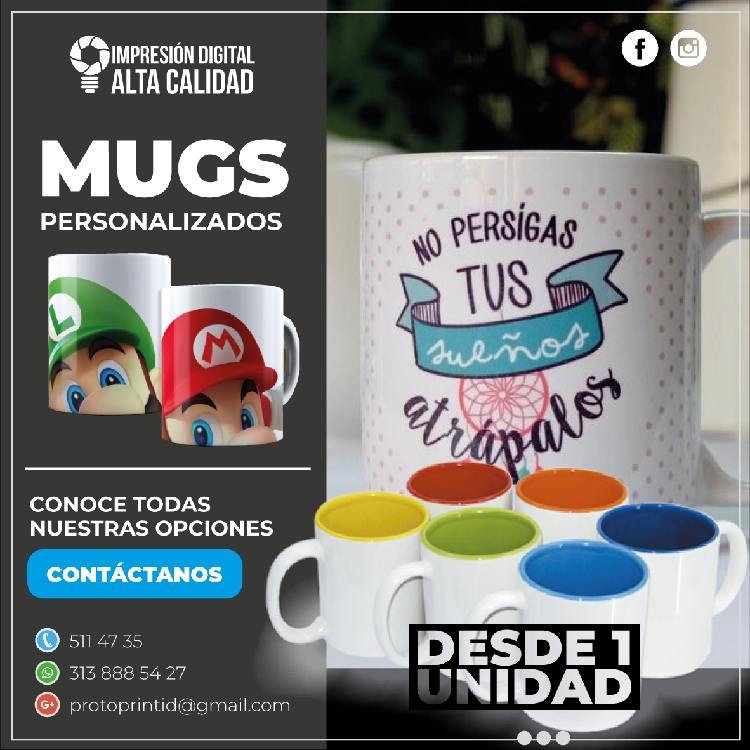 IMPRESIÓN DIGITAL
ALTA CALIDAD
MUGS
PERSONALIZADOS
L
M
CONOCE TODAS
NUESTRAS OPCIONES
CONTÁCTANOS
511 47 35
313 888 54 27
G+ protoprintid@gmail.com
f
NO PERSÍGAS
TUS
sueños
atrápalos
DESDE 1
UNIDAD